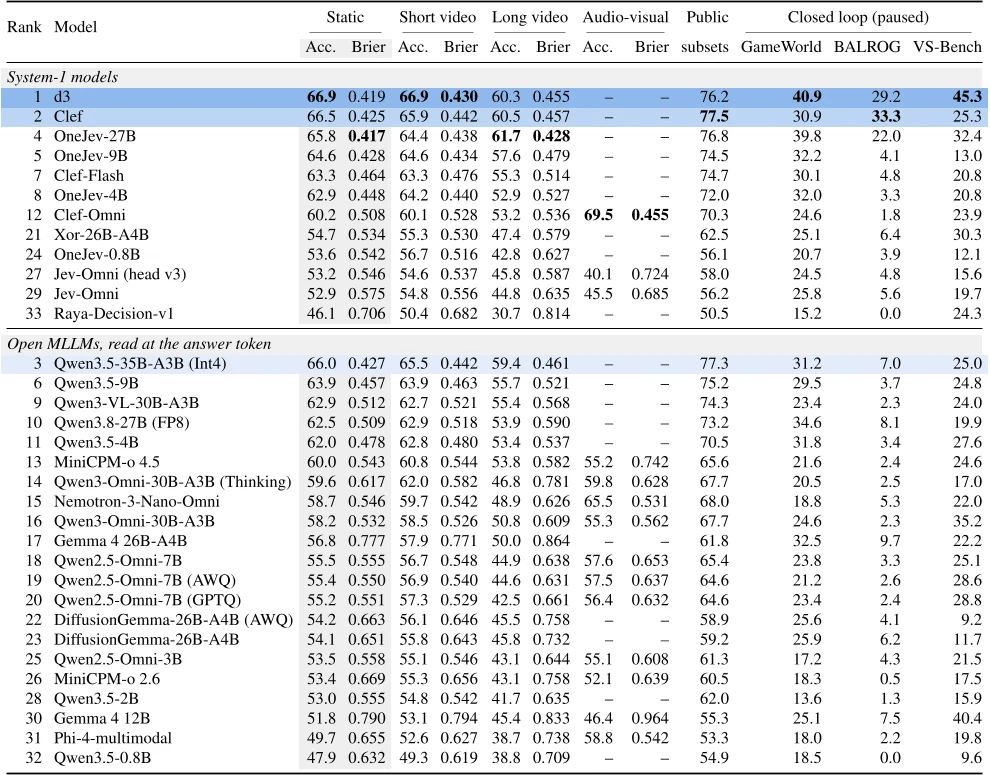 Rank Model Static Short video Long video Audio-visual Public Closed loop (paused)
Acc. Brier Acc. Brier Acc. Brier Acc. Brier subsets GameWorld BALROG VS-Bench
System-1 models
1 d3 66.9 0.419 66.9 0.430 60.3 0.455 – – 76.2 40.9 29.2 45.3
2 Clef 66.5 0.425 65.9 0.442 60.5 0.457 – – 77.5 30.9 33.3 25.3
4 OneJev-27B 65.8 0.417 64.4 0.438 61.7 0.428 – – 76.8 39.8 22.0 32.4
5 OneJev-9B 64.6 0.428 64.6 0.434 57.6 0.479 – – 74.5 32.2 4.1 13.0
7 Clef-Flash 63.3 0.464 63.3 0.476 55.3 0.514 – – 74.7 30.1 4.8 20.8
8 OneJev-4B 62.9 0.448 64.2 0.440 52.9 0.527 – – 72.0 32.0 3.3 20.8
12 Clef-Omni 60.2 0.508 60.1 0.528 53.2 0.536 69.5 0.455 70.3 24.6 1.8 23.9
21 Xor-26B-A4B 54.7 0.534 55.3 0.530 47.4 0.579 – – 62.5 25.1 6.4 30.3
24 OneJev-0.8B 53.6 0.542 56.7 0.516 42.8 0.627 – – 56.1 20.7 3.9 12.1
27 Jev-Omni (head v3) 53.2 0.546 54.6 0.537 45.8 0.587 40.1 0.724 58.0 24.5 4.8 15.6
29 Jev-Omni 52.9 0.575 54.8 0.556 44.8 0.635 45.5 0.685 56.2 25.8 5.6 19.7
33 Raya-Decision-v1 46.1 0.706 50.4 0.682 30.7 0.814 – – 50.5 15.2 0.0 24.3
Open MLLMs, read at the answer token
3 Qwen3.5-35B-A3B (Int4) 66.0 0.427 65.5 0.442 59.4 0.461 – – 77.3 31.2 7.0 25.0
6 Qwen3.5-9B 63.9 0.457 63.9 0.463 55.7 0.521 – – 75.2 29.5 3.7 24.8
9 Qwen3-VL-30B-A3B 62.9 0.512 62.7 0.521 55.4 0.568 – – 74.3 23.4 2.3 24.0
10 Qwen3.8-27B (FP8) 62.5 0.509 62.9 0.518 53.9 0.590 – – 73.2 34.6 8.1 19.9
11 Qwen3.5-4B 62.0 0.478 62.8 0.480 53.4 0.537 – – 70.5 31.8 3.4 27.6
13 MiniCPM-o 4.5 60.0 0.543 60.8 0.544 53.8 0.582 55.2 0.742 65.6 21.6 2.4 24.6
14 Qwen3-Omni-30B-A3B (Thinking) 59.6 0.617 62.0 0.582 46.8 0.781 59.8 0.628 67.7 20.5 2.5 17.0
15 Nemotron-3-Nano-Omni 58.7 0.546 59.7 0.542 48.9 0.626 65.5 0.531 68.0 18.8 5.3 22.0
16 Qwen3-Omni-30B-A3B 58.2 0.532 58.5 0.526 50.8 0.609 55.3 0.562 67.7 24.6 2.3 35.2
17 Gemma 4 26B-A4B 56.8 0.777 57.9 0.771 50.0 0.864 – – 61.8 32.5 9.7 22.2
18 Qwen2.5-Omni-7B 55.5 0.555 56.7 0.548 44.9 0.638 57.6 0.653 65.4 23.8 3.3 25.1
19 Qwen2.5-Omni-7B (AWQ) 55.4 0.550 56.9 0.540 44.6 0.631 57.5 0.637 64.6 21.2 2.6 28.6
20 Qwen2.5-Omni-7B (GPTQ) 55.2 0.551 57.3 0.529 42.5 0.661 56.4 0.632 64.6 23.4 2.4 28.8
22 DiffusionGemma-26B-A4B (AWQ) 54.2 0.663 56.1 0.646 45.5 0.758 – – 58.9 25.6 4.1 9.2
23 DiffusionGemma-26B-A4B 54.1 0.651 55.8 0.643 45.8 0.732 – – 59.2 25.9 6.2 11.7
25 Qwen2.5-Omni-3B 53.5 0.558 55.1 0.546 43.1 0.644 55.1 0.608 61.3 17.2 4.3 21.5
26 MiniCPM-o 2.6 53.4 0.669 55.3 0.656 43.1 0.758 52.1 0.639 60.5 18.3 0.5 17.5
28 Qwen3.5-2B 53.0 0.555 54.8 0.542 41.7 0.635 – – 62.0 13.6 1.3 15.9
30 Gemma 4 12B 51.8 0.790 53.1 0.794 45.4 0.833 46.4 0.964 55.3 25.1 7.5 40.4
31 Phi-4-multimodal 49.7 0.655 52.6 0.627 38.7 0.738 58.8 0.542 53.3 18.0 2.2 19.8
32 Qwen3.5-0.8B 47.9 0.632 49.3 0.619 38.8 0.709 – – 54.9 18.5 0.0 9.6